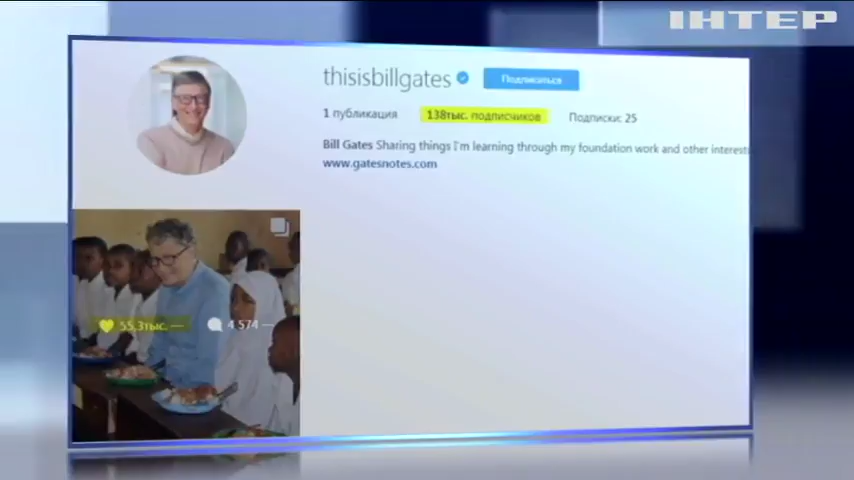 ІНТЕР
thisisbillgates Подписаться
1 публикация 138тыс. подписчиков Подписки: 25
Bill Gates Sharing things I'm learning through my foundation work and other interests
www.gatesnotes.com
55,3тыс. — 4 574 —